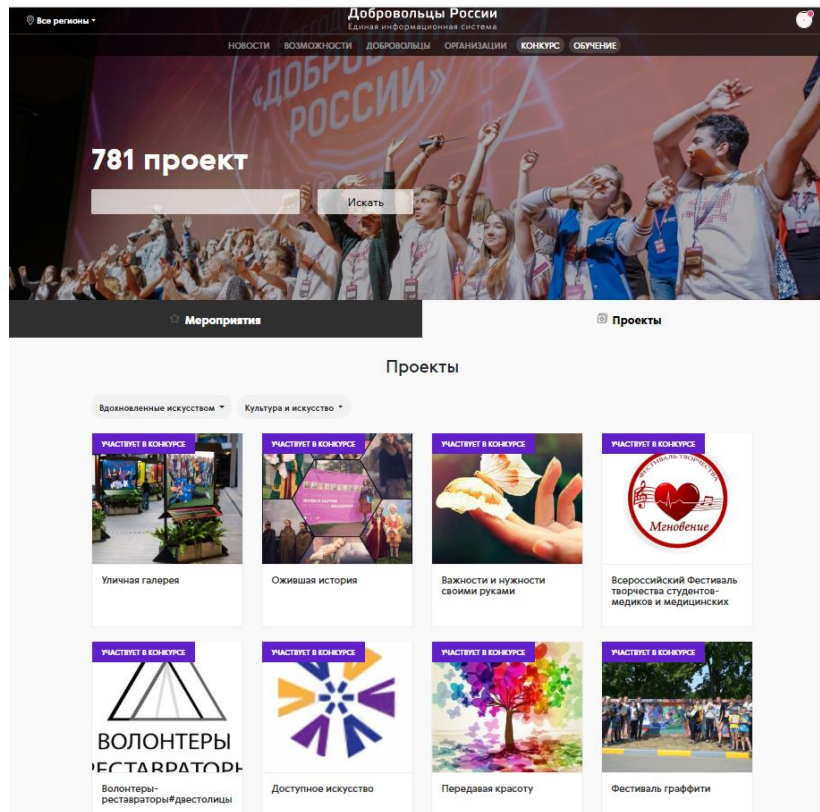 Все регионы
Добровольцы России
Единая информационная система
НОВОСТИ ВОЗМОЖНОСТИ ДОБРОВОЛЬЦЫ ОРГАНИЗАЦИИ КОНКУРС ОБУЧЕНИЕ
«ДОБРОВОЛЬЦЫ
РОССИИ»
781 проект
Искать
Мероприятия
Проекты
Проекты
Вдохновленные искусством
Культура и искусство
УЧАСТВУЕТ В КОНКУРСЕ
УЧАСТВУЕТ В КОНКУРСЕ
УЧАСТВУЕТ В КОНКУРСЕ
УЧАСТВУЕТ В КОНКУРСЕ
ФЕСТИВАЛЬ ТВОРЧЕСТВА
Мгновение
Уличная галерея
Ожившая история
Важности и нужности
своими руками
Всероссийский Фестиваль
творчества студентов-
медиков и медицинских
УЧАСТВУЕТ В КОНКУРСЕ
УЧАСТВУЕТ В КОНКУРСЕ
УЧАСТВУЕТ В КОНКУРСЕ
УЧАСТВУЕТ В КОНКУРСЕ
ВОЛОНТЕРЫ
РЕСТАВРАТОРЫ
Волонтеры-
реставраторы#двестолицы
Доступное искусство
Передавая красоту
Фестиваль граффити